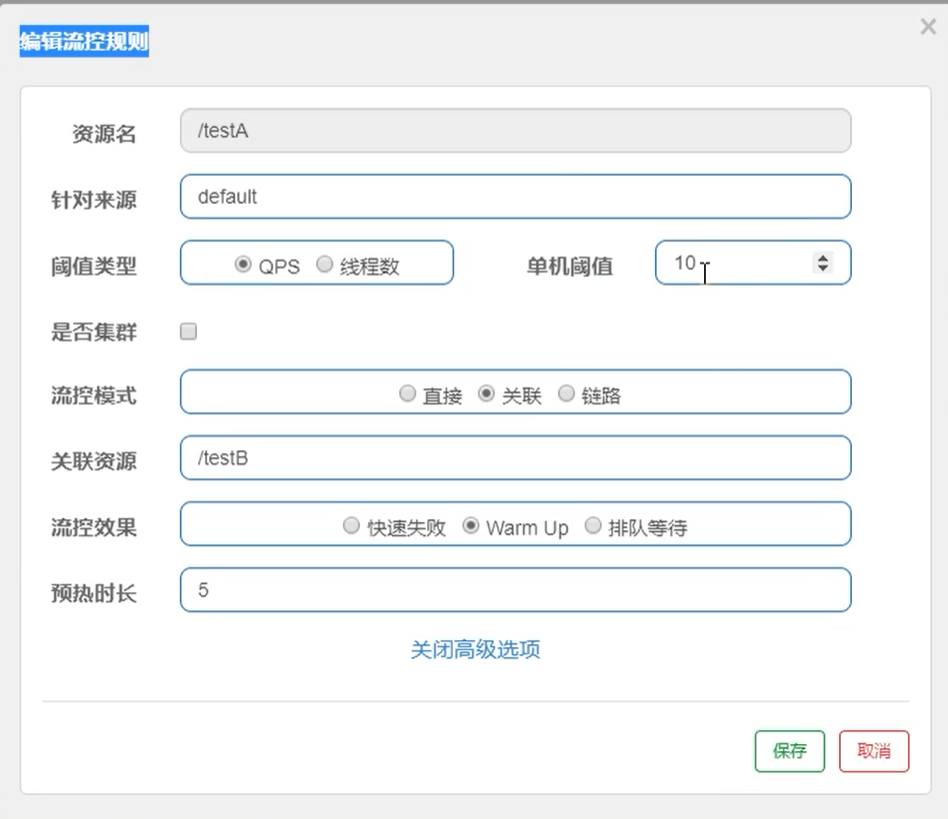 编辑流控规则
×
资源名 /testA
针对来源 default
阈值类型 QPS 线程数 单机阈值 10
是否集群
流控模式 直接 关联 链路
关联资源 /testB
流控效果 快速失败 Warm Up 排队等待
预热时长 5
关闭高级选项
保存 取消